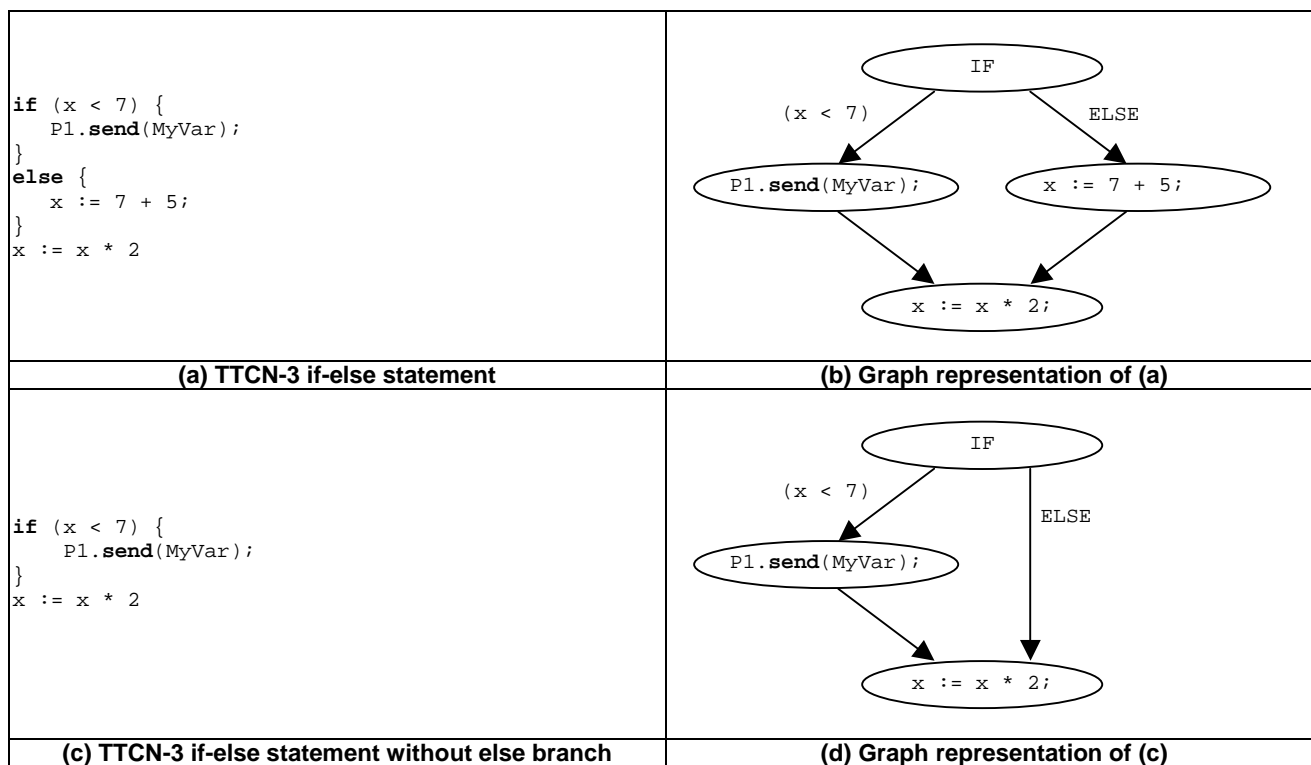 if (x < 7) {
P1.send(MyVar);
}
else {
x := 7 + 5;
}
x := x * 2
IF
(x < 7)
ELSE
P1.send(MyVar);
x := 7 + 5;
x := x * 2;
(a) TTCN-3 if-else statement
(b) Graph representation of (a)
if (x < 7) {
P1.send(MyVar);
}
x := x * 2
IF
(x < 7)
ELSE
P1.send(MyVar);
x := x * 2;
(c) TTCN-3 if-else statement without else branch
(d) Graph representation of (c)